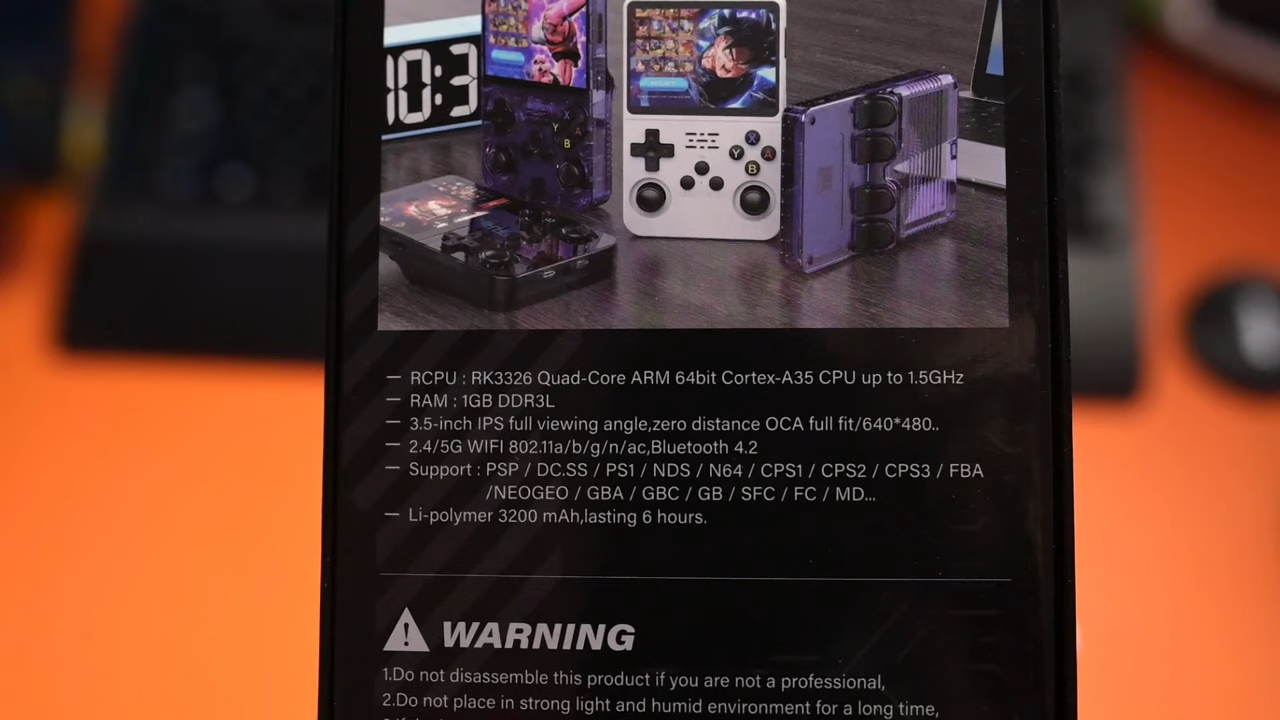 10:3
X
Y
A
B
X
Y
A
B
— RCPU : RK3326 Quad-Core ARM 64bit Cortex-A35 CPU up to 1.5GHz
— RAM : 1GB DDR3L
— 3.5-inch IPS full viewing angle,zero distance OCA full fit/640*480..
— 2.4/5G WIFI 802.11a/b/g/n/ac,Bluetooth 4.2
— Support : PSP / DC.SS / PS1 / NDS / N64 / CPS1 / CPS2 / CPS3 / FBA
/NEOGEO / GBA / GBC / GB / SFC / FC / MD...
— Li-polymer 3200 mAh,lasting 6 hours.
WARNING
1.Do not disassemble this product if you are not a professional,
2.Do not place in strong light and humid environment for a long time,